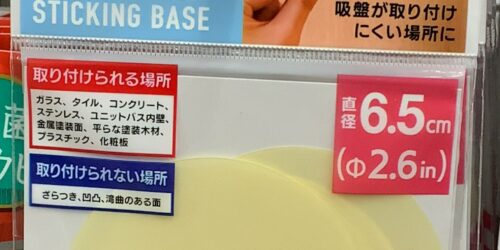 STICKING BASE
吸盤が取り付け
にくい場所に
取り付けられる場所
ガラス、タイル、コンクリート、
ステンレス、ユニットバス内壁、
金属塗装面、平らな塗装木材、
プラスチック、化粧板
取り付けられない場所
ざらつき、凹凸、湾曲のある面
直径6.5cm
(Φ2.6in)
菌